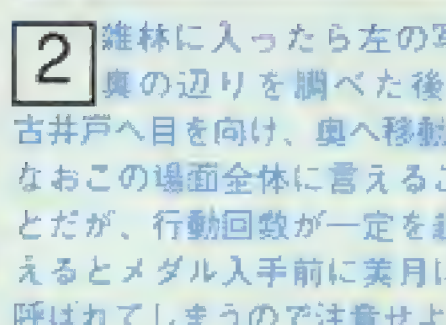 2 雑林に入ったら左の写
奥の辺りを調べた後
古井戸へ目を向け、奥へ移動
なおこの場面全体に言えるこ
とだが、行動回数が一定を超
えるとメダル入手前に美月に
呼ばれてしまうので注意せよ